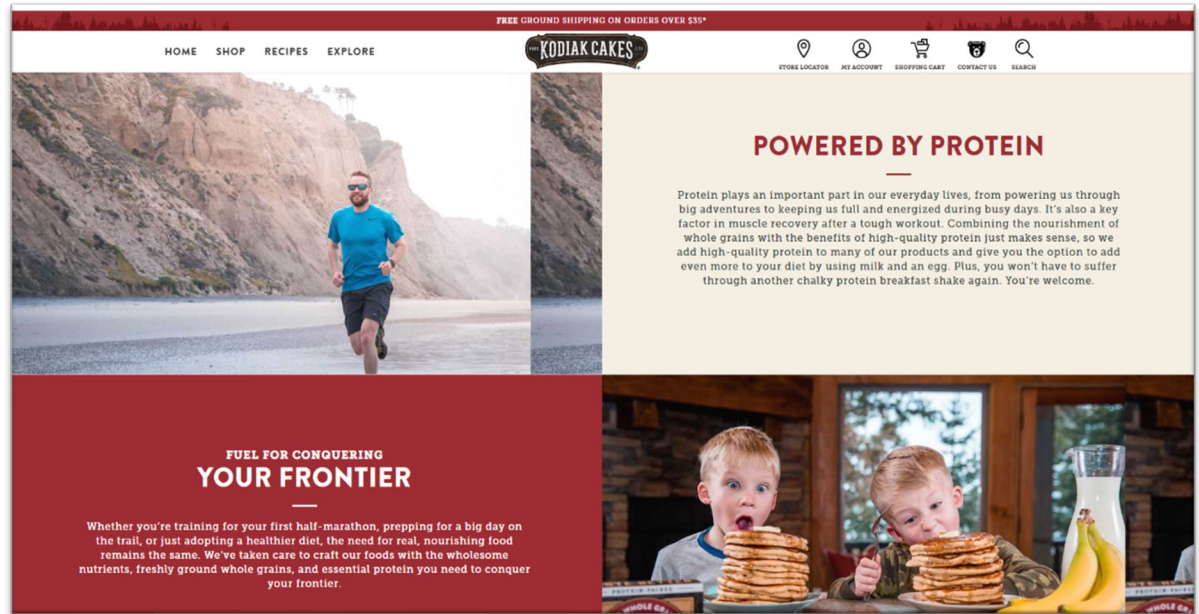 FREE GROUND SHIPPING ON ORDERS OVER $35*
HOME SHOP RECIPES EXPLORE
KODIAK CAKES
STORE LOCATOR MY ACCOUNT SHOPPING CART CONTACT US SEARCH
POWERED BY PROTEIN
Protein plays an important part in our everyday lives, from powering us through
big adventures to keeping us full and energized during busy days. It's also a key
factor in muscle recovery after a tough workout. Combining the nourishment of
whole grains with the benefits of high-quality protein just makes sense, so we
add high-quality protein to many of our products and give you the option to add
even more to your diet by using milk and an egg. Plus, you won't have to suffer
through another chalky protein breakfast shake again. You're welcome.
FUEL FOR CONQUERING
YOUR FRONTIER
Whether you're training for your first half-marathon, prepping for a big day on
the trail, or just adopting a healthier diet, the need for real, nourishing food
remains the same. We've taken care to craft our foods with the wholesome
nutrients, freshly ground whole grains, and essential protein you need to conquer
your frontier.
PROTEIN-PACKED
WHOLE
PROTEIN-PACKED
WHOLE